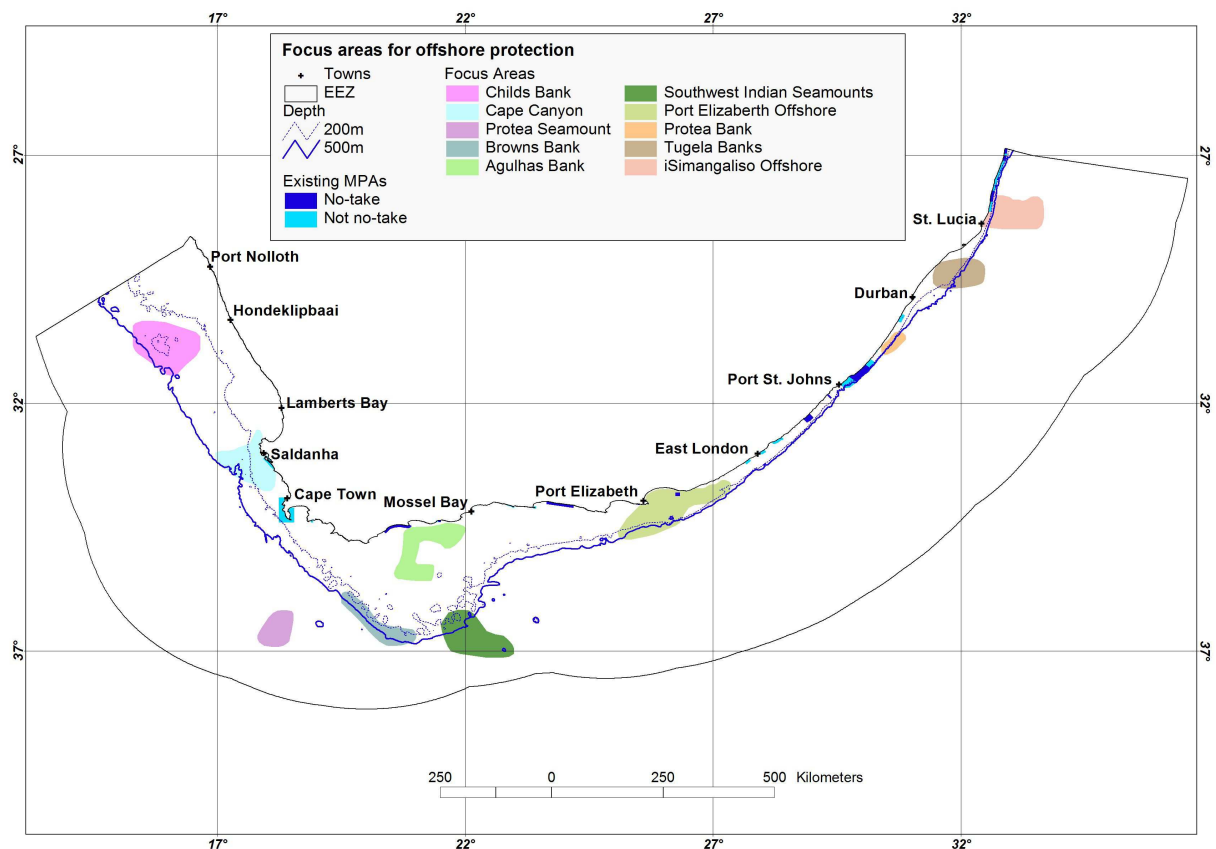 17°
22°
27°
32°
Focus areas for offshore protection
Towns
EEZ
Depth
200m
500m
Existing MPAs
No-take
Not no-take
Focus Areas
Childs Bank
Cape Canyon
Protea Seamount
Browns Bank
Agulhas Bank
Southwest Indian Seamounts
Port Elizaberth Offshore
Protea Bank
Tugela Banks
iSimangaliso Offshore
27°
27°
St. Lucia
Port Nolloth
Durban
Hondeklipbaai
Port St. Johns
32°
32°
Lamberts Bay
East London
Saldanha
Port Elizabeth
Cape Town
Mossel Bay
37°
37°
250
0
250
500
Kilometers
17°
22°
27°
32°